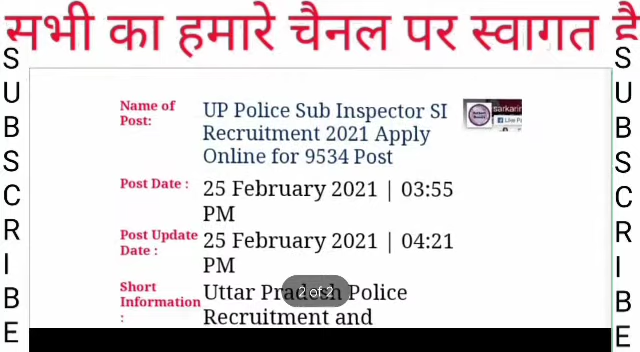 सभी का हमारे चैनल पर स्वागत है
SUBSCRIBE
Name of Post:
UP Police Sub Inspector SI
Recruitment 2021 Apply
Online for 9534 Post
Post Date :
25 February 2021 | 03:55
PM
Post Update Date :
25 February 2021 | 04:21
PM
Short Information :
Uttar Pradesh Police
Recruitment and
2 of 2
SUBSCRIBE